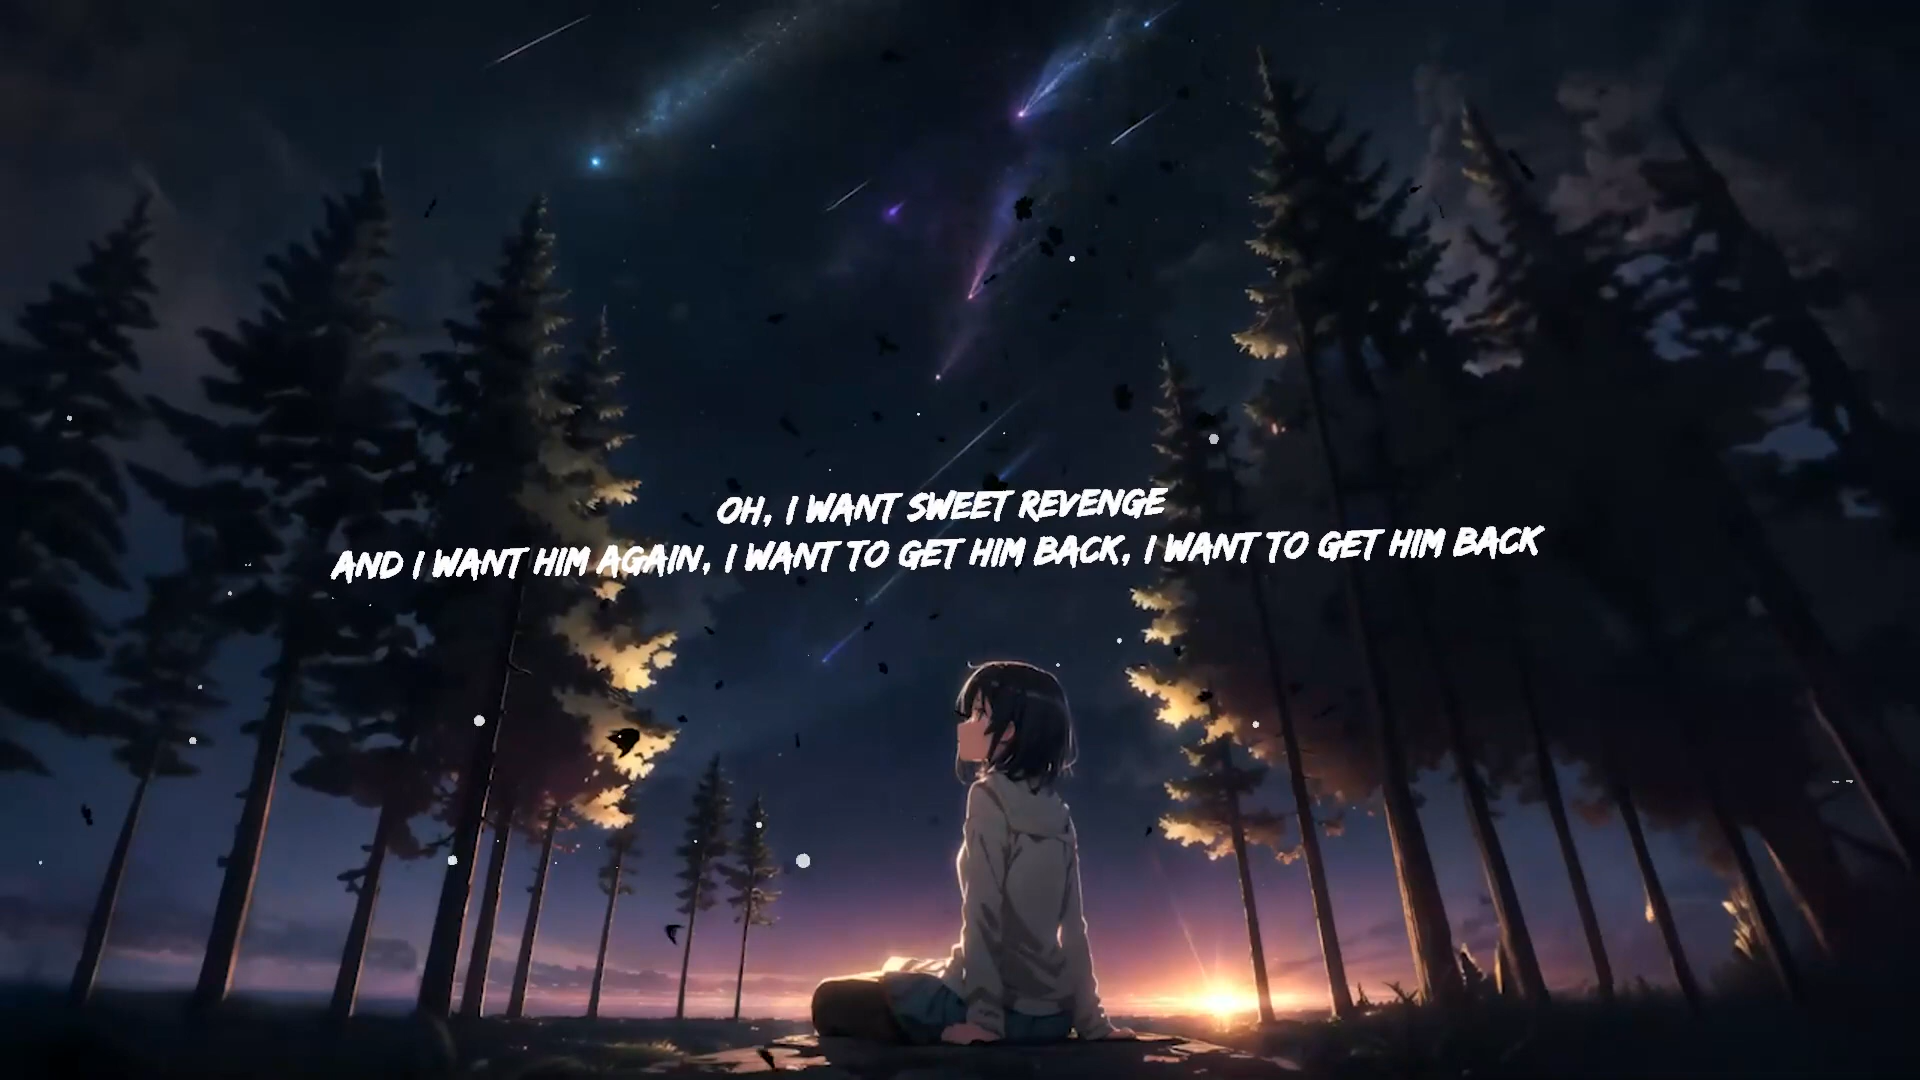 OH, I WANT SWEET REVENGE
AND I WANT HIM AGAIN, I WANT TO GET HIM BACK, I WANT TO GET HIM BACK